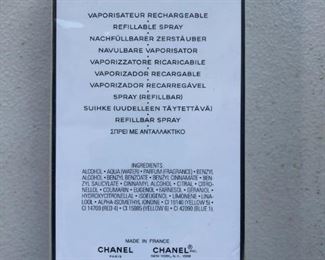 VAPORISATEUR RECHARGEABLE
REFILLABLE SPRAY
NACHFÜLLBARER ZERSTÄUBER
NAVULBARE VAPORISATOR
VAPORIZZATORE RICARICABILE
VAPORIZADOR RECARGABLE
VAPORIZADOR RECARREGÁVEL
SPRAY (REFILLBAR)
SUIHKE (UUDELLEEN TÄYTETTÄVÄ)
REFILLBAR SPRAY
ΣΠΡΕΪ ΜΕ ΑΝΤΑΛΛΑΚΤΙΚΟ
INGREDIENTS:
ALCOHOL • AQUA (WATER) • PARFUM (FRAGRANCE) • BENZYL
ALCOHOL • BENZYL BENZOATE • BENZYL CINNAMATE • BEN-
ZYL SALICYLATE • CINNAMYL ALCOHOL • CITRAL • CITRO-
NELLOL • COUMARIN • EUGENOL • FARNESOL • GERANIOL •
HYDROXYCITRONELLAL • ISOEUGENOL • LIMONENE • LINA-
LOOL • ALPHA-ISOMETHYL IONONE • CI 19140 (YELLOW 5) •
CI 14700 (RED 4) • CI 15985 (YELLOW 6) • CI 42090 (BLUE 1).
MADE IN FRANCE
CHANEL CHANEL INC.
PARIS NEW YORK, N.Y. 10019